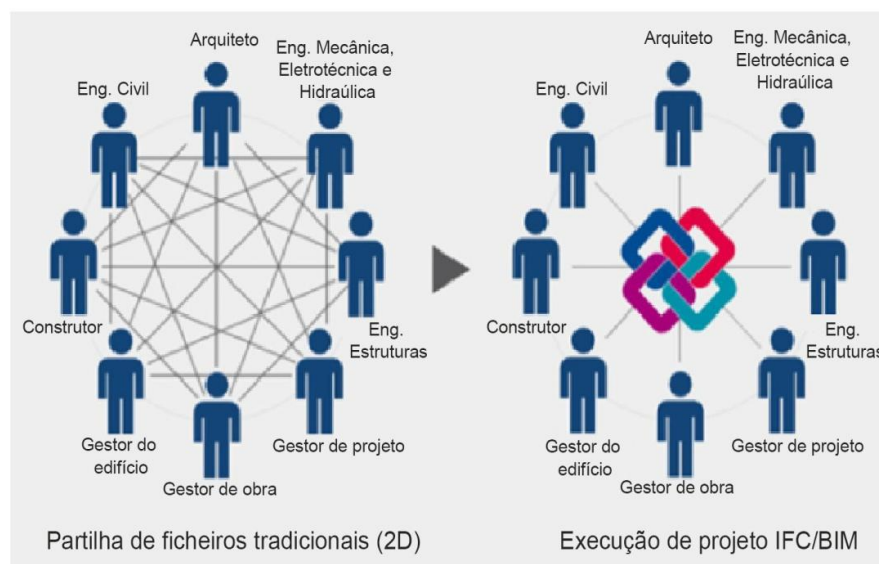 Arquiteto
Eng. Mecânica,
Eletrotécnica e
Hidraúlica
Eng. Civil
Construtor
Eng.
Estruturas
Gestor do
edifício
Gestor de projeto
Gestor de obra
Partilha de ficheiros tradicionais (2D)
Arquiteto
Eng. Mecânica,
Eletrotécnica e
Hidraúlica
Eng. Civil
Construtor
Eng.
Estruturas
Gestor do
edifício
Gestor de projeto
Gestor de obra
Execução de projeto IFC/BIM